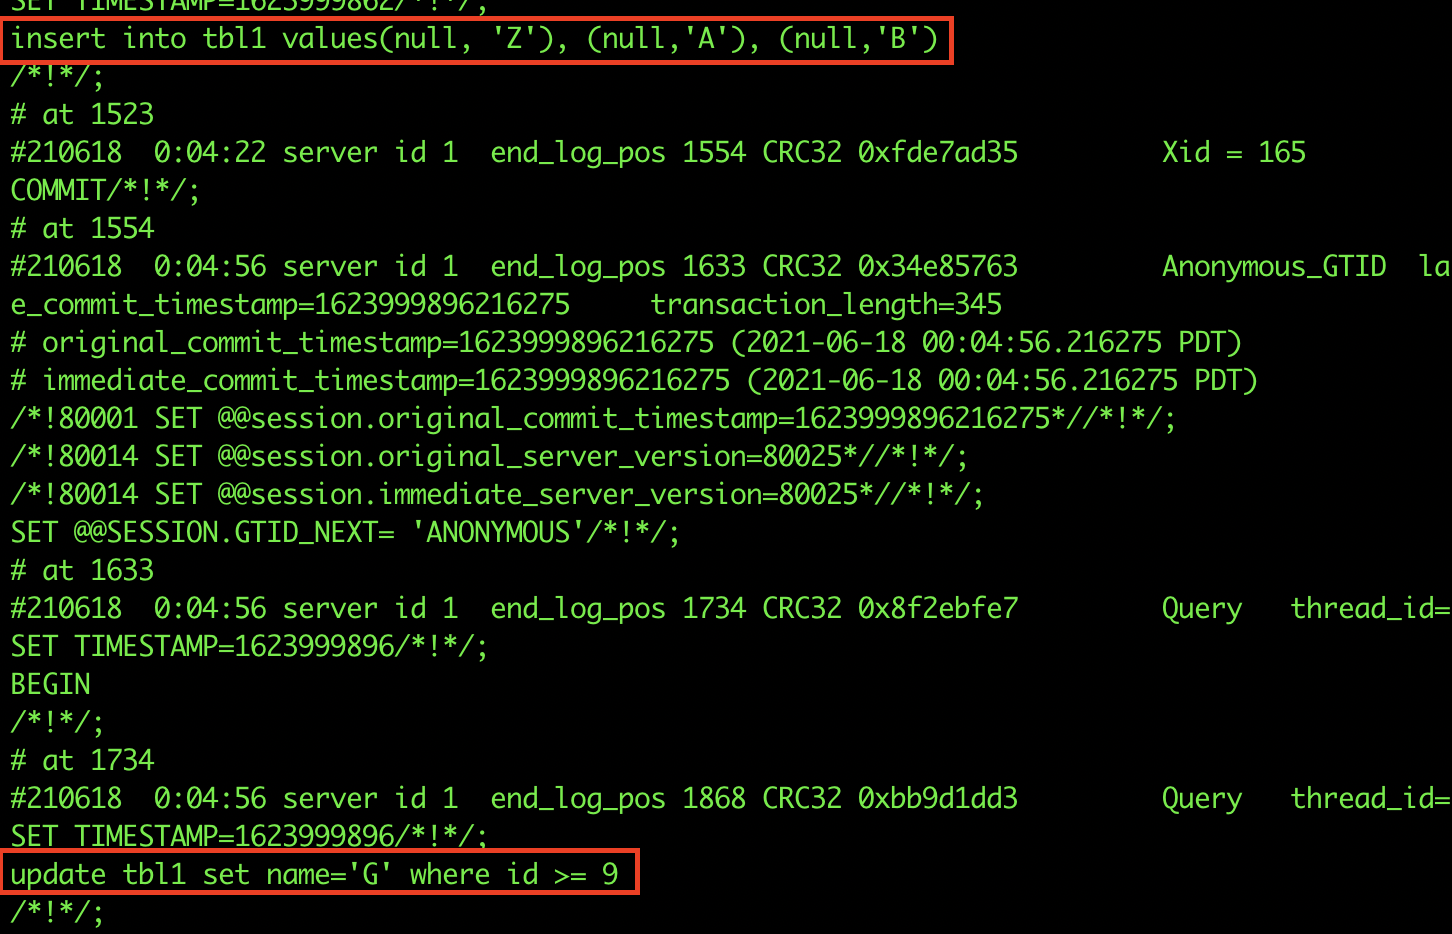 SET TIMESTAMP=1623999862/*!*/;
insert into tbl1 values(null, 'Z'), (null,'A'), (null,'B')
/*!*/;
# at 1523
#210618  0:04:22 server id 1  end_log_pos 1554 CRC32 0xfde7ad35         Xid = 165
COMMIT/*!*/;
# at 1554
#210618  0:04:56 server id 1  end_log_pos 1633 CRC32 0x34e85763         Anonymous_GTID  la
e_commit_timestamp=1623999896216275     transaction_length=345
# original_commit_timestamp=1623999896216275 (2021-06-18 00:04:56.216275 PDT)
# immediate_commit_timestamp=1623999896216275 (2021-06-18 00:04:56.216275 PDT)
/*!80001 SET @@session.original_commit_timestamp=1623999896216275*//*!*/;
/*!80014 SET @@session.original_server_version=80025*//*!*/;
/*!80014 SET @@session.immediate_server_version=80025*//*!*/;
SET @@SESSION.GTID_NEXT= 'ANONYMOUS'/*!*/;
# at 1633
#210618  0:04:56 server id 1  end_log_pos 1734 CRC32 0x8f2ebfe7         Query   thread_id=
SET TIMESTAMP=1623999896/*!*/;
BEGIN
/*!*/;
# at 1734
#210618  0:04:56 server id 1  end_log_pos 1868 CRC32 0xbb9d1dd3         Query   thread_id=
SET TIMESTAMP=1623999896/*!*/;
update tbl1 set name='G' where id >= 9
/*!*/;